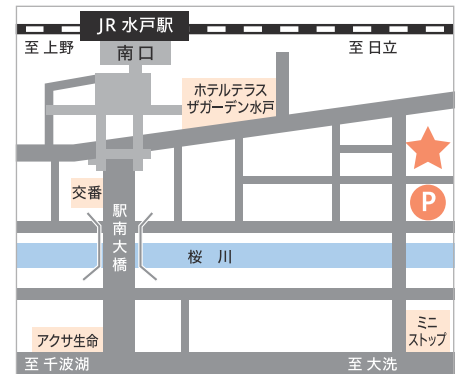 JR 水戸駅
南口
至 上野
至 日立
ホテルテラス
ザガーデン水戸
交番
P
駅南大橋
桜 川
ミニ
ストップ
アクサ生命
至 千波湖
至 大洗